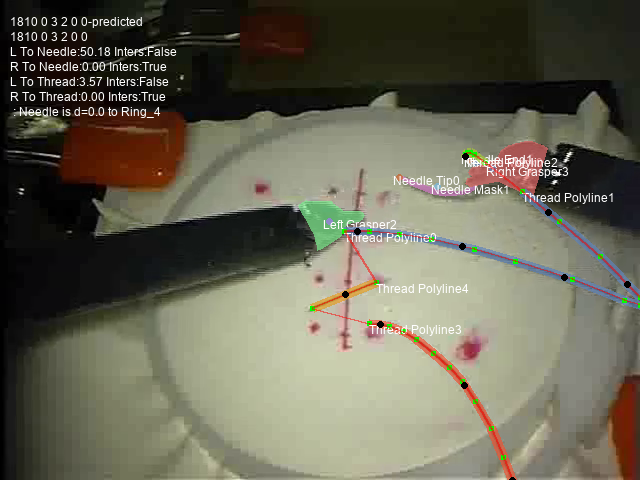 1810 0 3 2 0 0-predicted
1810 0 3 2 0 0
L To Needle:50.18 Inters:False
R To Needle:0.00 Inters:True
L To Thread:3.57 Inters:False
R To Thread:0.00 Inters:True
: Needle is d=0.0 to Ring_4
Thread Polyline2
Right Grasper3
Needle Tip0
Needle Mask1
Thread Polyline1
Left Grasper2
Thread Polyline0
Thread Polyline4
Thread Polyline3